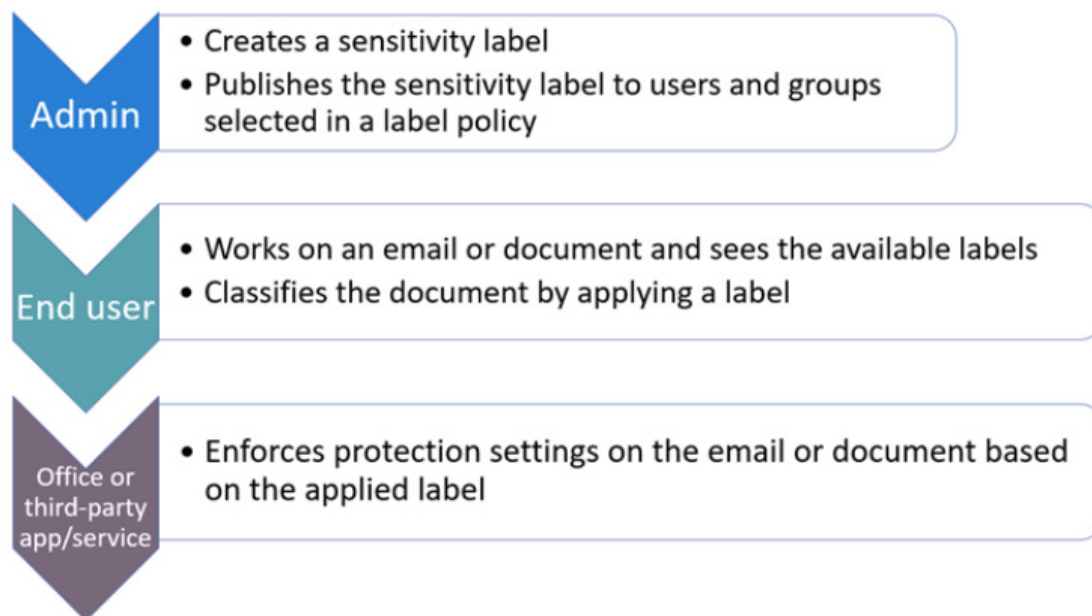 Admin
• Creates a sensitivity label
• Publishes the sensitivity label to users and groups
selected in a label policy
End user
• Works on an email or document and sees the available labels
• Classifies the document by applying a label
Office or
third-party
app/service
• Enforces protection settings on the email or document based
on the applied label